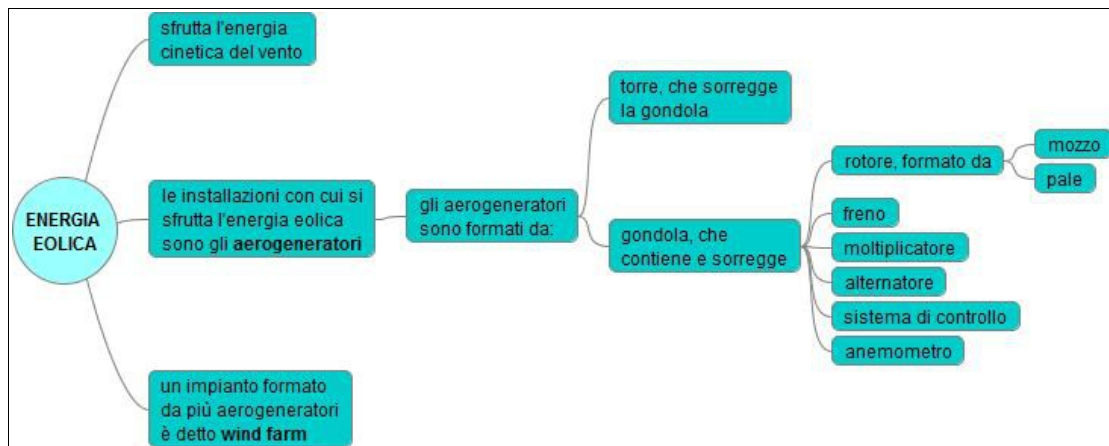 ENERGIA
EOLICA
sfrutta l'energia
cinetica del vento
le installazioni con cui si
sfrutta l'energia eolica
sono gli aerogeneratori
gli aerogeneratori
sono formati da:
torre, che sorregge
la gondola
gondola, che
contiene e sorregge
rotore, formato da
mozzo
pale
freno
moltiplicatore
alternatore
sistema di controllo
anemometro
un impianto formato
da più aerogeneratori
è detto wind farm